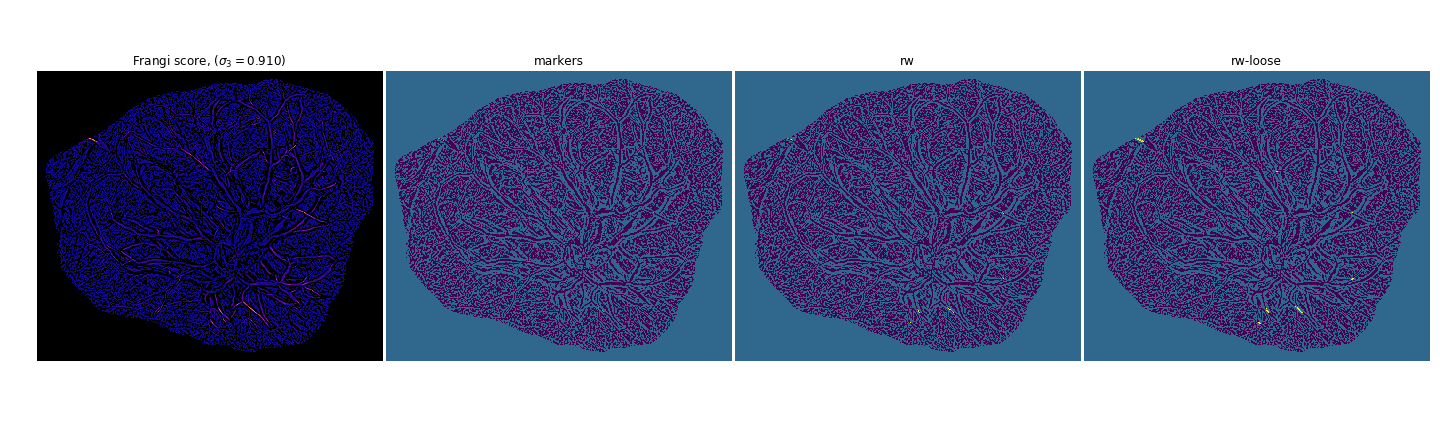 Frangi score, (σ₃ = 0.910)
markers
rw
rw-loose